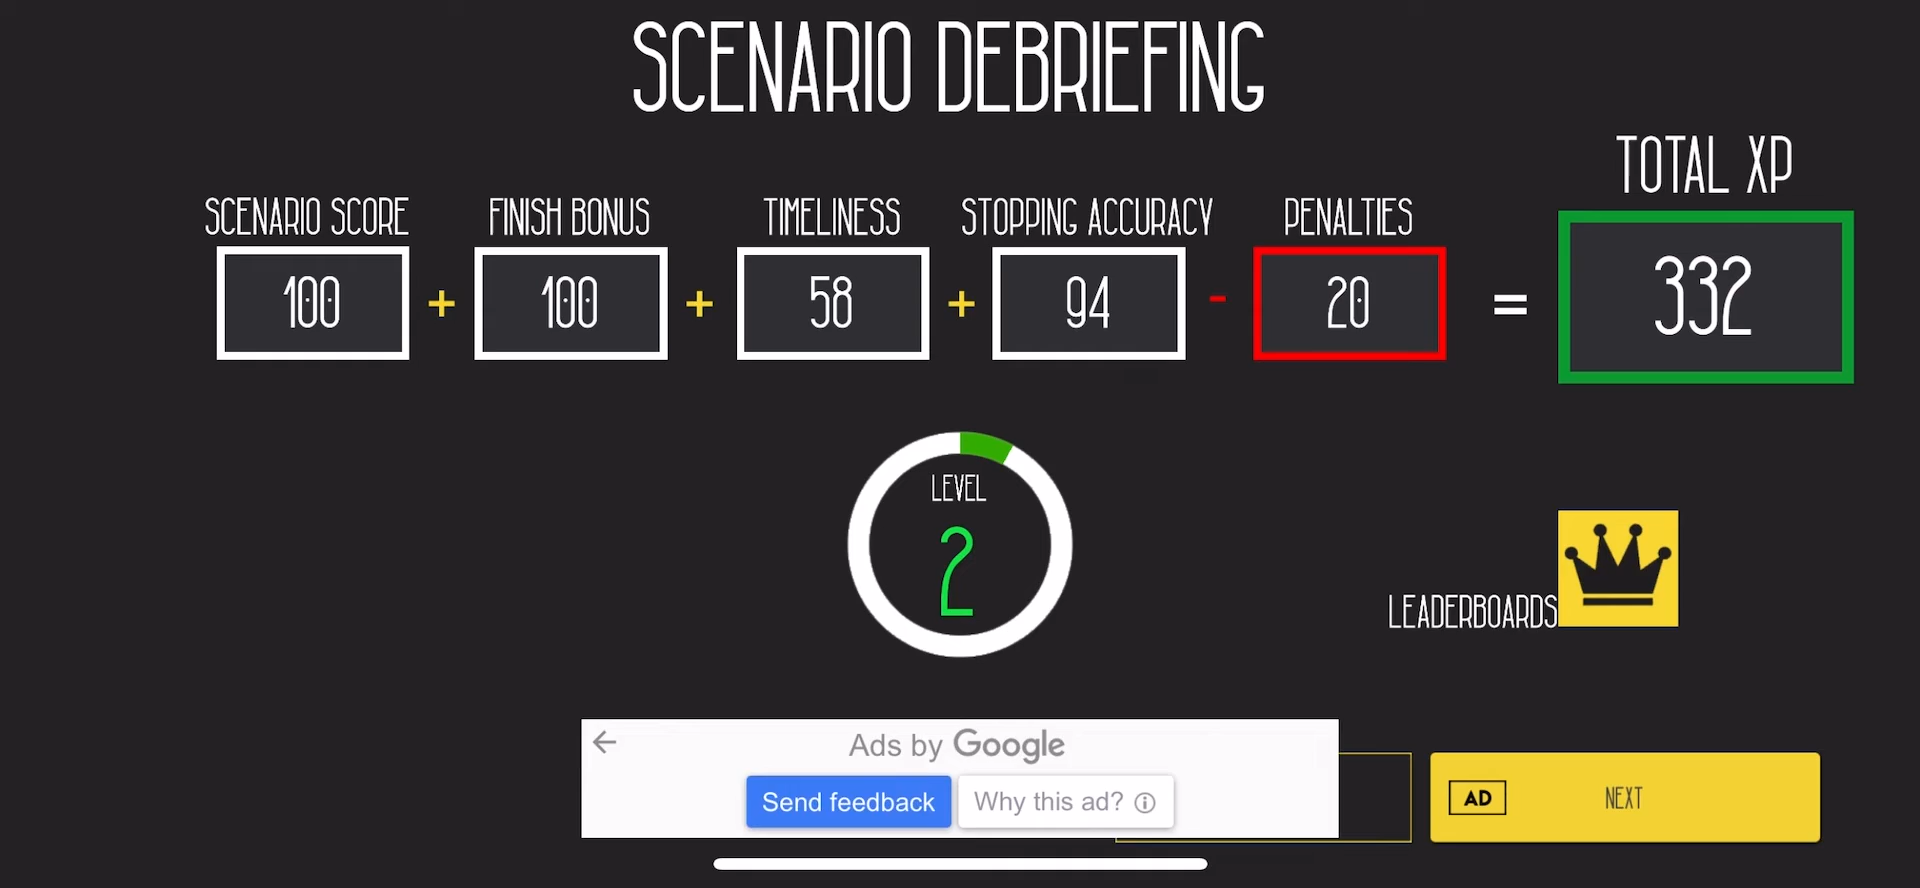 SCENARIO DEBRIEFING
TOTAL XP
SCENARIO SCORE FINISH BONUS TIMELINESS STOPPING ACCURACY PENALTIES
100 + 100 + 58 + 94 - 20 = 332
LEVEL
2
LEADERBOARDS
Ads by Google
Send feedback Why this ad?
AD NEXT